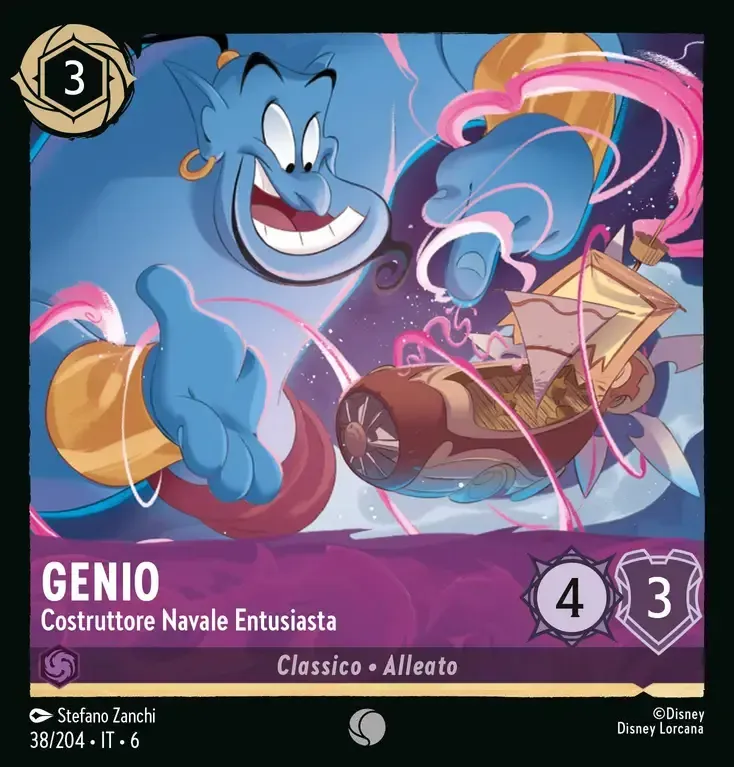 3
GENIO
Costruttore Navale Entusiasta
4
3
Classico • Alleato
Stefano Zanchi
©Disney
38/204 • IT • 6
Disney Lorcana